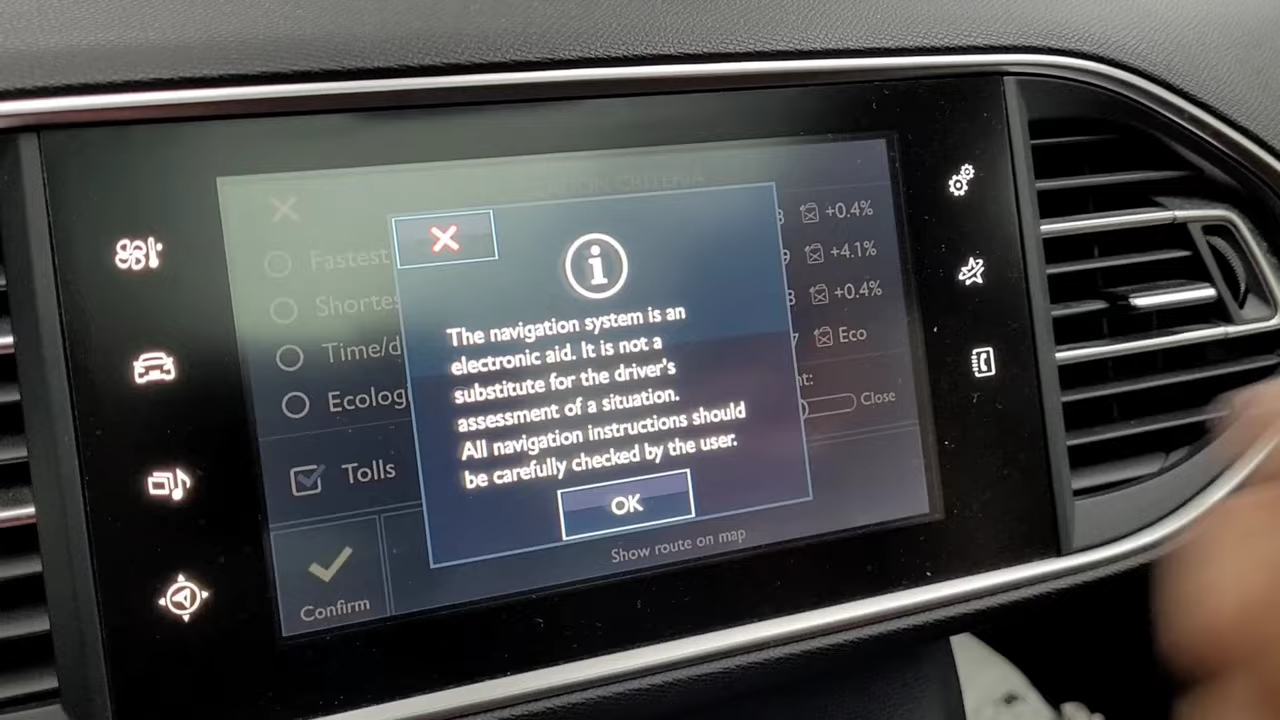 CRITERIA
Fastest
+0.4%
+4.1%
+0.4%
Eco
Close
Tolls
The navigation system is an
electronic aid. It is not a
substitute for the driver's
assessment of a situation.
All navigation instructions should
be carefully checked by the user.
OK
Show route on map
Confirm